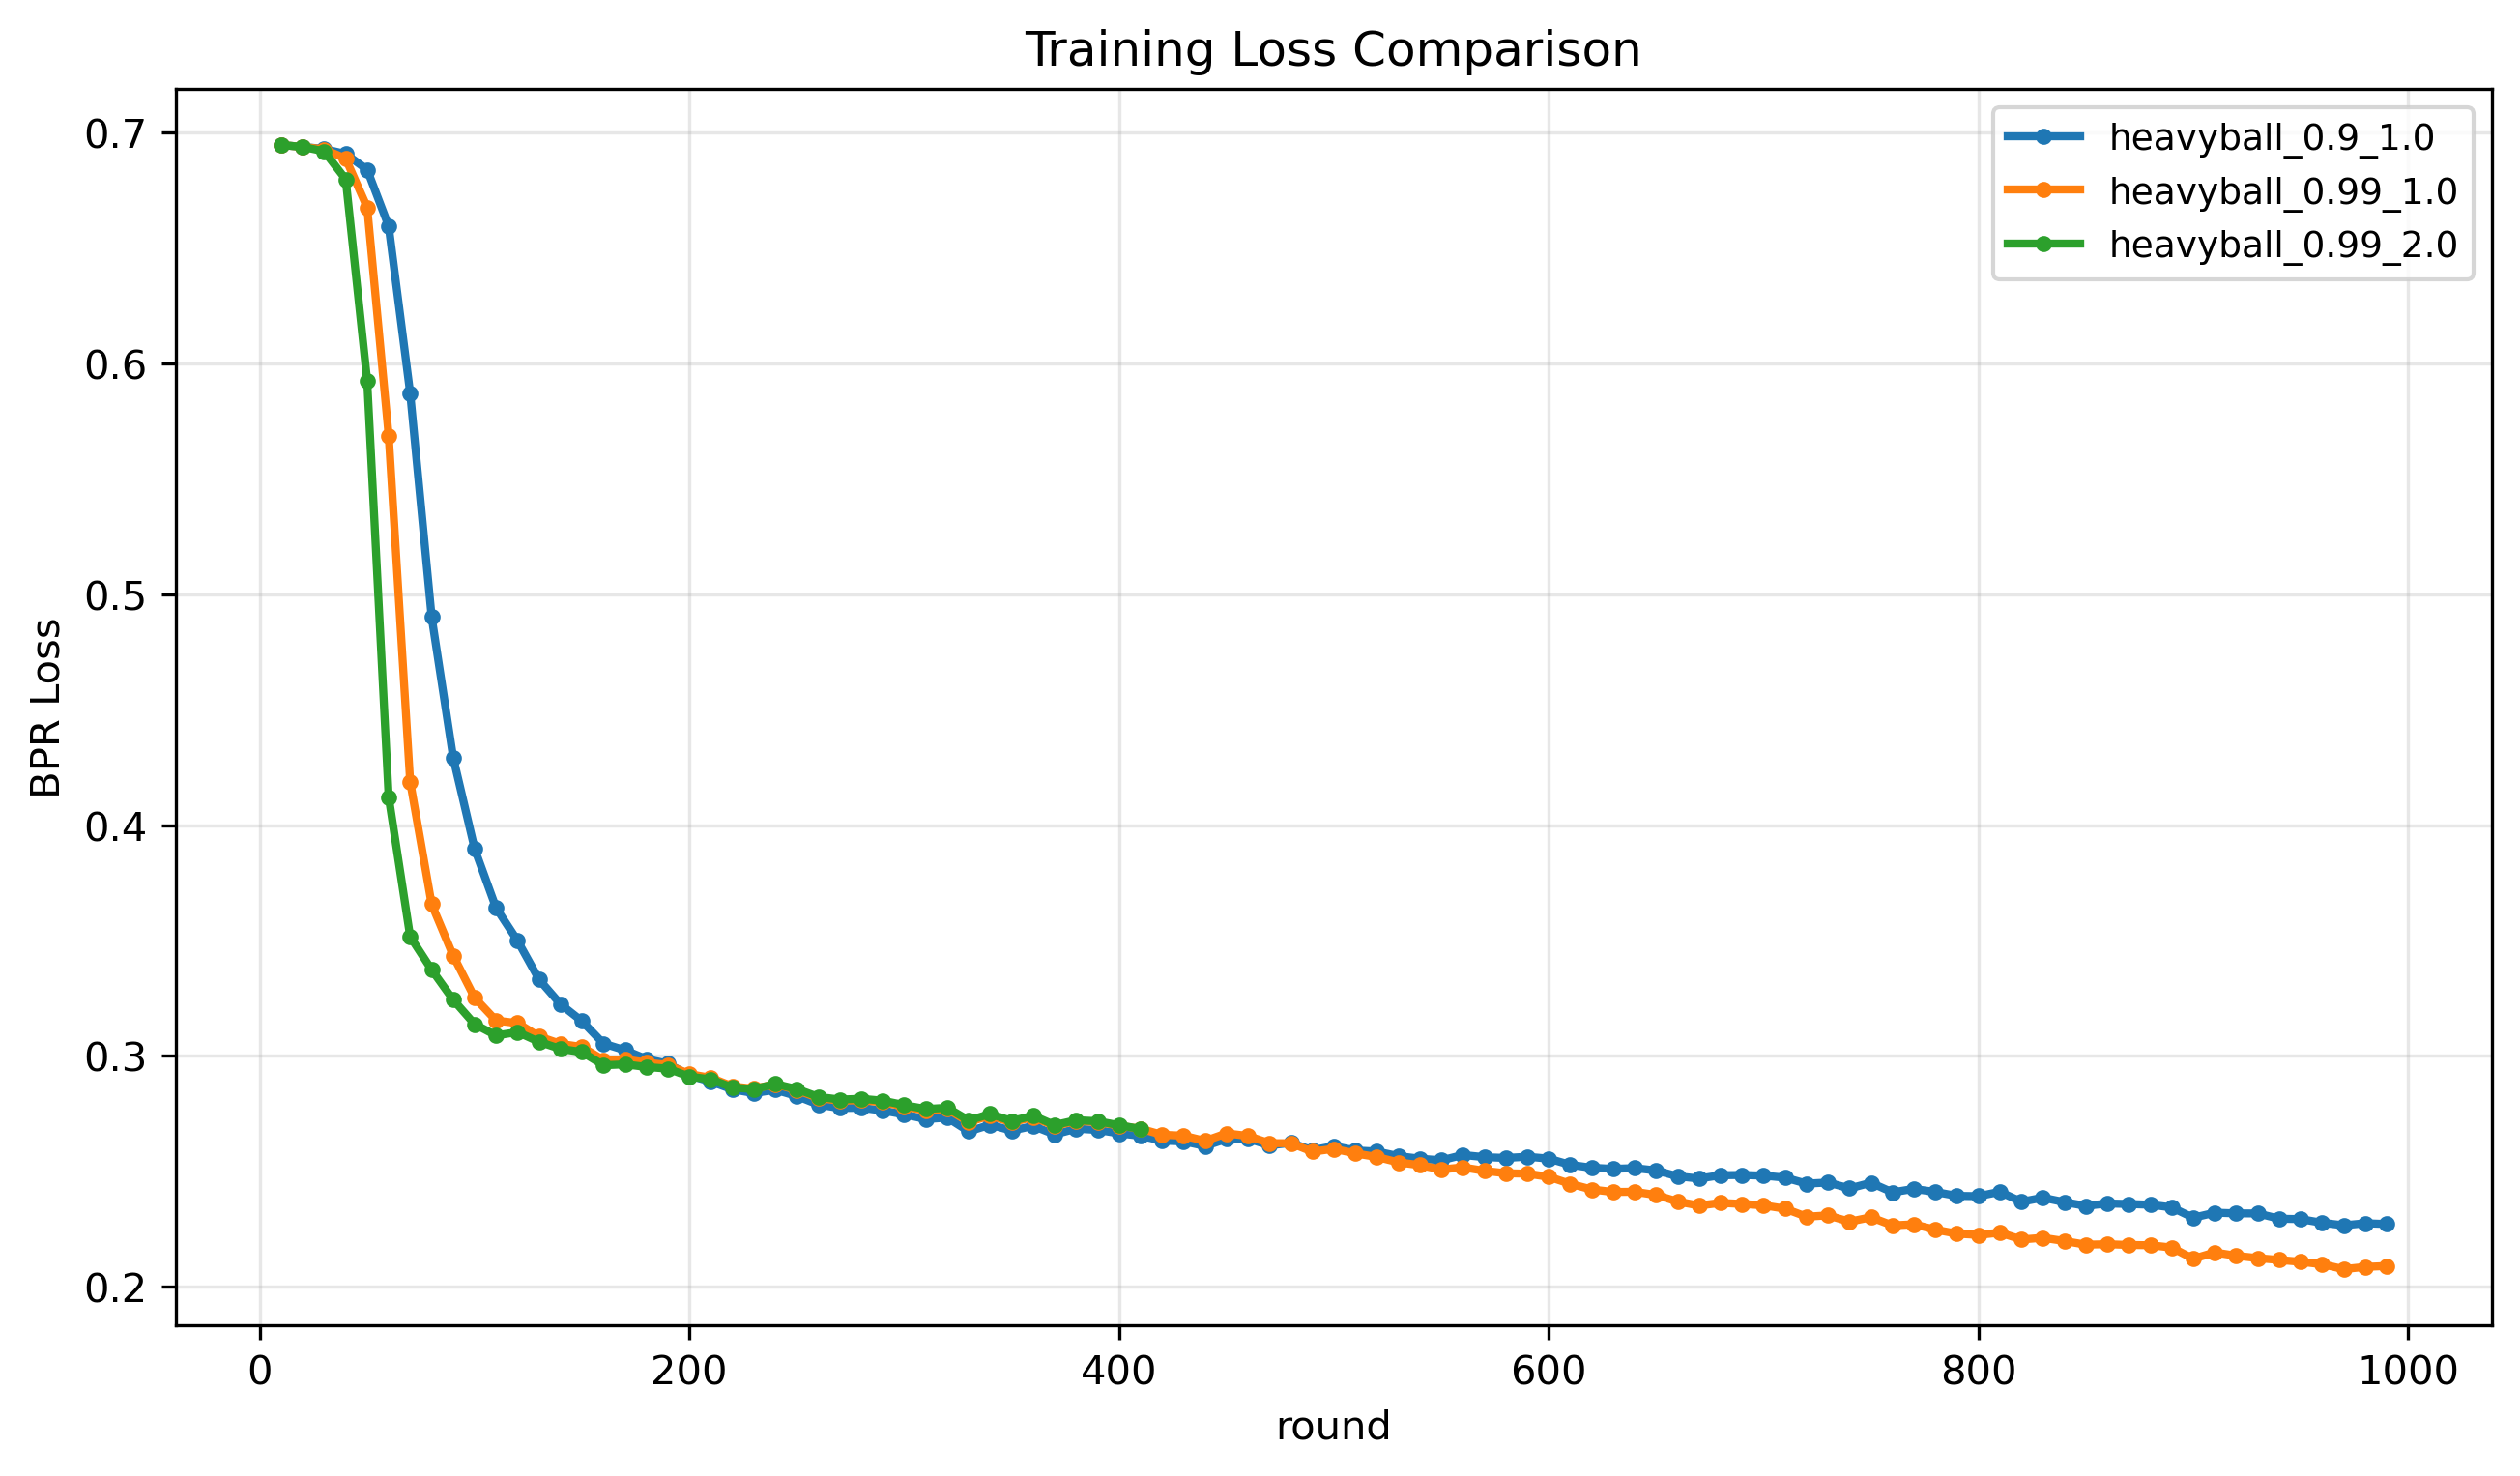 Training Loss Comparison
heavyball_0.9_1.0
heavyball_0.99_1.0
heavyball_0.99_2.0
BPR Loss
0.7
0.6
0.5
0.4
0.3
0.2
0
200
400
600
800
1000
round